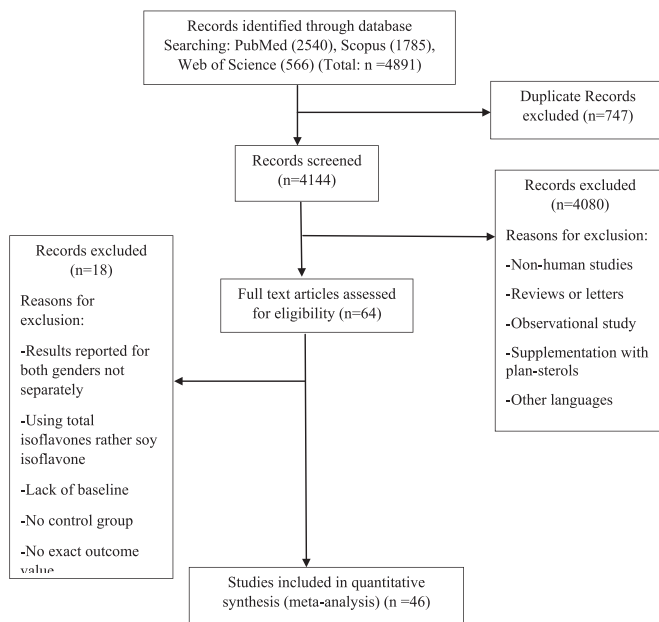 Records identified through database
Searching: PubMed (2540), Scopus (1785),
Web of Science (566) (Total: n =4891)
Duplicate Records
excluded (n=747)
Records screened
(n=4144)
Records excluded
(n=4080)
Reasons for exclusion:
-Non-human studies
-Reviews or letters
-Observational study
-Supplementation with
plan-sterols
-Other languages
Full text articles assessed
for eligibility (n=64)
Records excluded
(n=18)
Reasons for
exclusion:
-Results reported for
both genders not
separately
-Using total
isoflavones rather soy
isoflavone
-Lack of baseline
-No control group
-No exact outcome
value
Studies included in quantitative
synthesis (meta-analysis) (n =46)